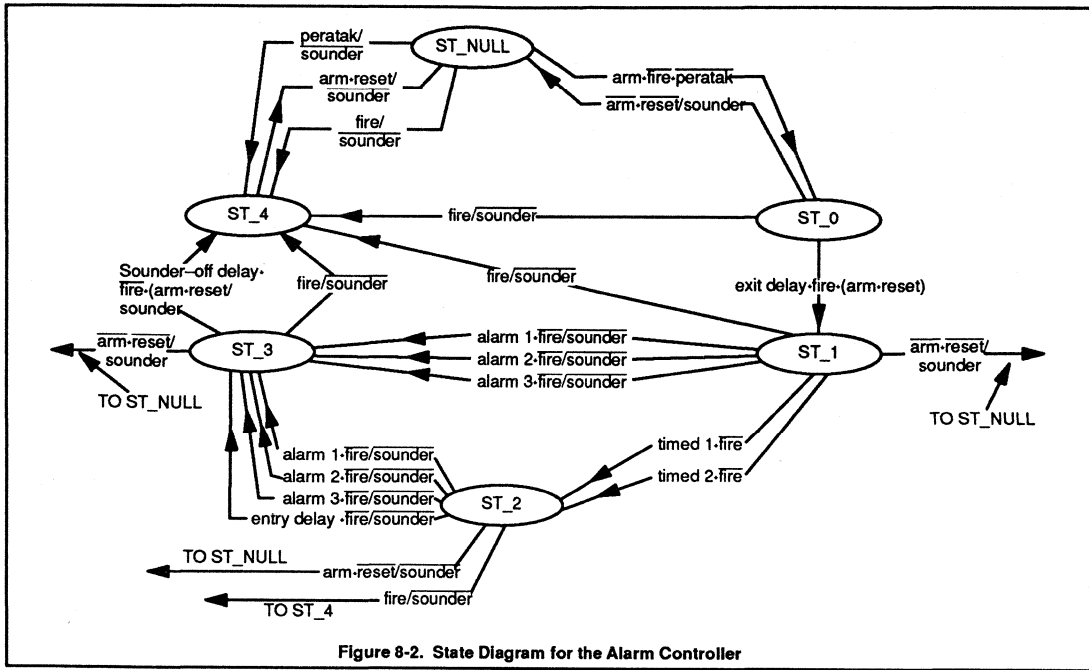 ST_NULL
peratak/
sounder
arm•reset/
sounder
fire/
sounder
arm•fire•peratak
arm•reset/sounder
ST_4
fire/sounder
ST_0
Sounder–off delay•
fire•(arm•reset/
sounder
fire/sounder
fire/sounder
exit delay•fire•(arm•reset)
arm•reset/
sounder
TO ST_NULL
ST_3
alarm 1•fire/sounder
alarm 2•fire/sounder
alarm 3•fire/sounder
ST_1
arm•reset/
sounder
TO ST_NULL
timed 1•fire
timed 2•fire
alarm 1•fire/sounder
alarm 2•fire/sounder
alarm 3•fire/sounder
entry delay •fire/sounder
ST_2
TO ST_NULL
arm•reset/sounder
fire/sounder
TO ST_4
Figure 8-2. State Diagram for the Alarm Controller